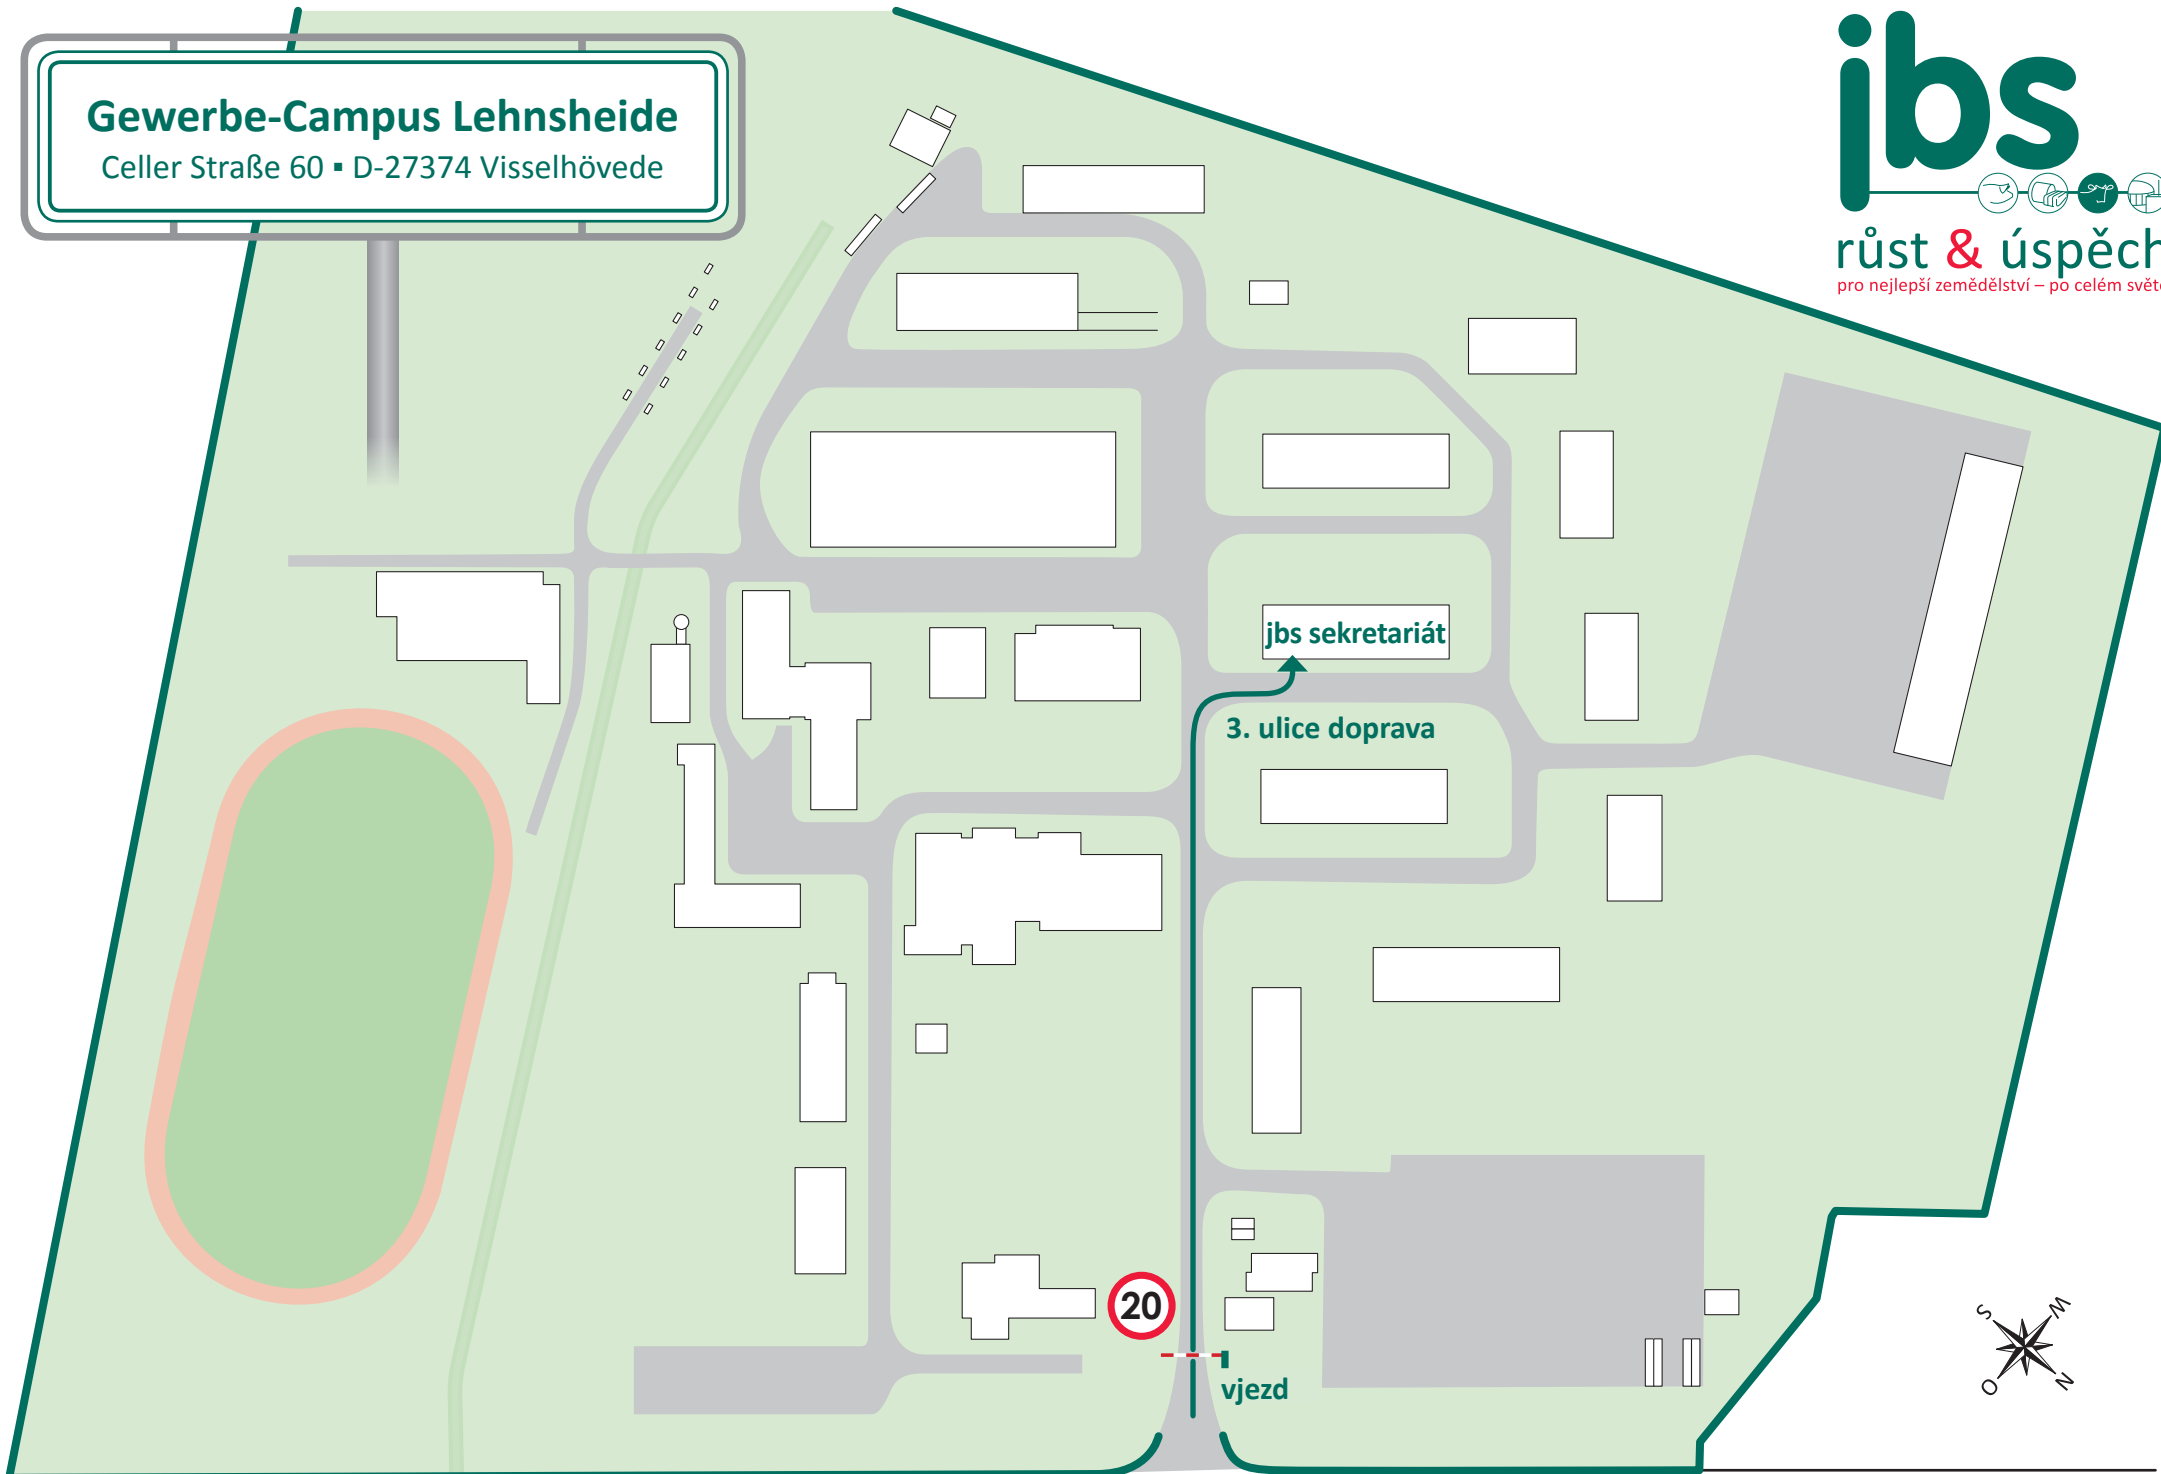 Gewerbe-Campus Lehnsheide
Celler Straße 60 ▪ D-27374 Visselhövede
jbs
růst & úspěch
pro nejlepší zemědělství – po celém světě
jbs sekretariát
3. ulice doprava
20
vjezd
S
W
O
N